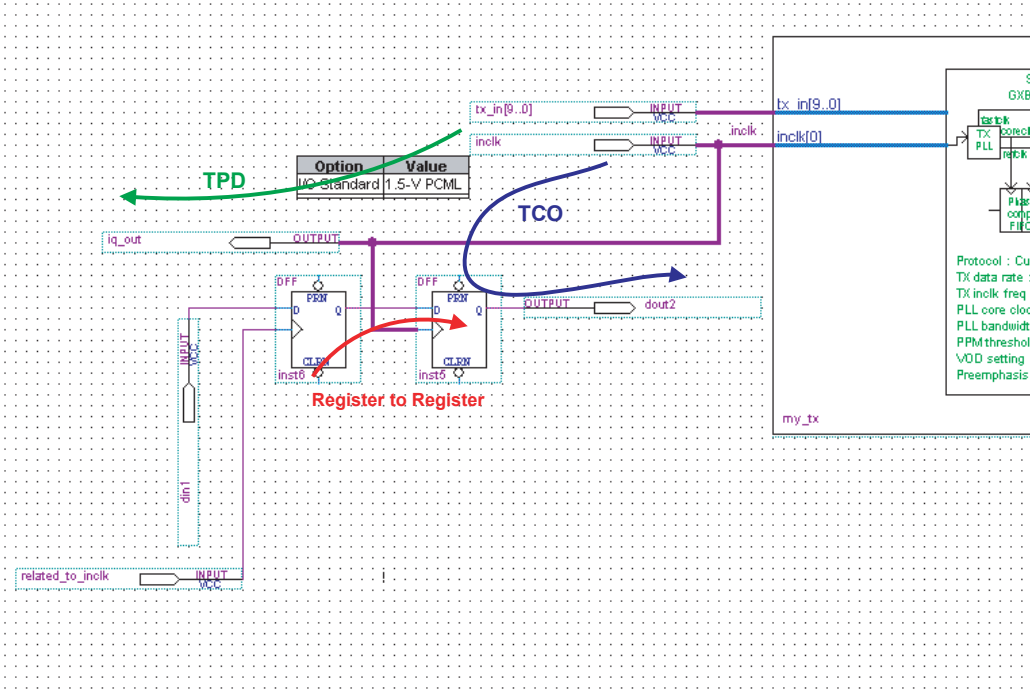 tx_in[9..0]
INPUT
VCC
tx_in[9..0]
inclk
INPUT
VCC
inclk
inclk[0]
GXB
TX
PLL
Option Value
I/O Standard 1.5-V PCML
TPD
TCO
iq_out
OUTPUT
DFF
PRN
D
Q
CLRN
inst6
DFF
PRN
D
Q
CLRN
inst5
OUTPUT
dout2
Register to Register
INPUT
VCC
din1
related_to_inclk
INPUT
VCC
!
Protocol : Cu
TX data rate :
TX inclk freq
PLL core cloc
PLL bandwidt
PPM threshol
VOD setting
Preemphasis
my_tx